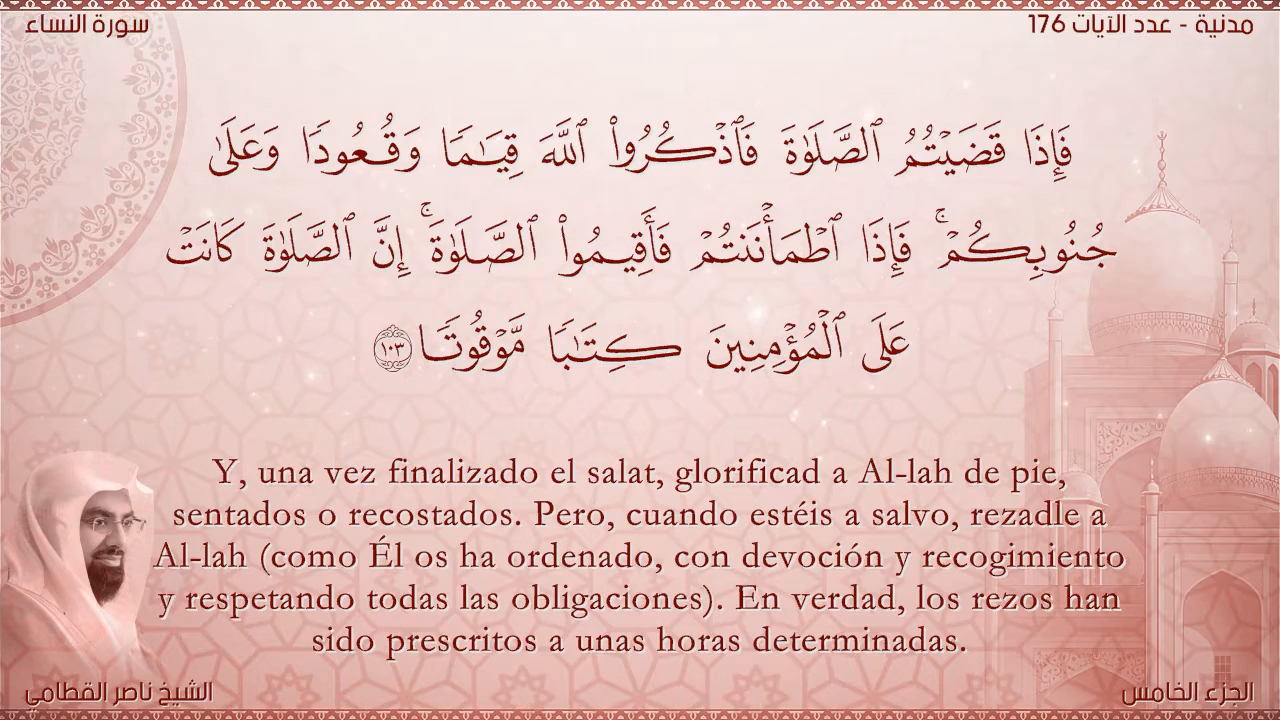 سورة النساء
مدنية - عدد الآيات 176
فَإِذَا قَضَيْتُمُ ٱلصَّلَوٰةَ فَٱذْكُرُوا۟ ٱللَّهَ قِيَـٰمًا وَقُعُودًا وَعَلَىٰ
جُنُوبِكُمْ ۚ فَإِذَا ٱطْمَأْنَنتُمْ فَأَقِيمُوا۟ ٱلصَّلَوٰةَ ۚ إِنَّ ٱلصَّلَوٰةَ كَانَتْ
عَلَى ٱلْمُؤْمِنِينَ كِتَـٰبًا مَّوْقُوتًا ١٠٣
Y, una vez finalizado el salat, glorificad a Al-lah de pie,
sentados o recostados. Pero, cuando estéis a salvo, rezadle a
Al-lah (como Él os ha ordenado, con devoción y recogimiento
y respetando todas las obligaciones). En verdad, los rezos han
sido prescritos a unas horas determinadas.
الشيخ ناصر القطامي
الجزء الخامس